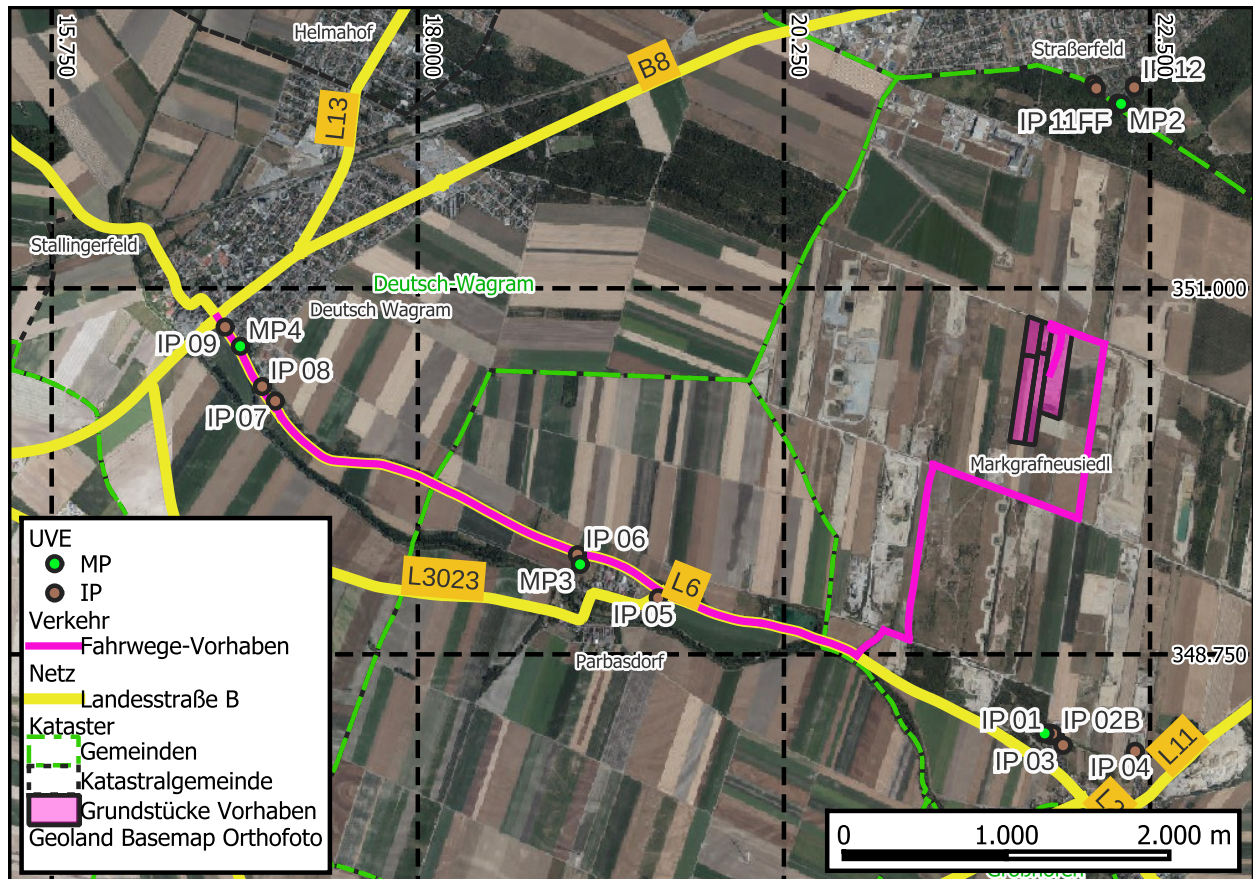 15.750
18.000
20.250
22.500
Helmahof
B8
L13
Straßerfeld
IP 12
IP 11FF
MP2
Stallingerfeld
Deutsch-Wagram
Deutsch Wagram
351.000
IP 09
MP4
IP 08
IP 07
Markgrafneusiedl
IP 06
MP3
L3023
L6
IP 05
Parbasdorf
348.750
IP 01
IP 02B
IP 03
IP 04
L11
UVE
MP
IP
Verkehr
Fahrwege-Vorhaben
Netz
Landesstraße B
Kataster
Gemeinden
Katastralgemeinde
Grundstücke Vorhaben
Geoland Basemap Orthofoto
0
1.000
2.000 m